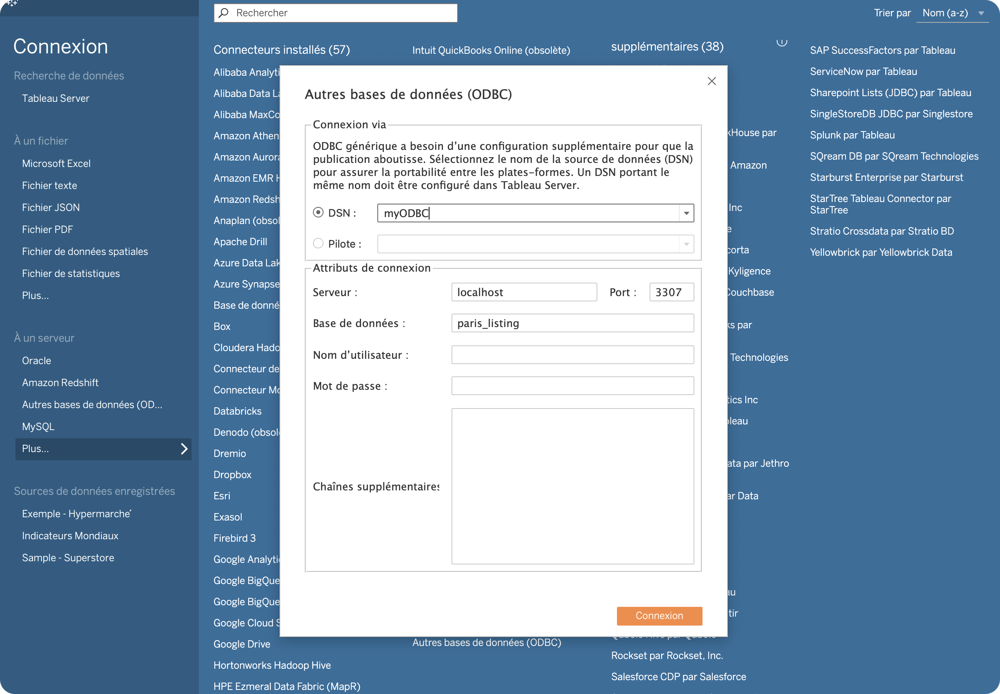 Connexion
Recherche de données
Tableau Server
À un fichier
Microsoft Excel
Fichier texte
Fichier JSON
Fichier PDF
Fichier de données spatiales
Fichier de statistiques
Plus...
À un serveur
Oracle
Amazon Redshift
Autres bases de données (OD...
MySQL
Plus...
Sources de données enregistrées
Exemple - Hypermarché
Indicateurs Mondiaux
Sample - Superstore
Rechercher
Trier par Nom (a-z)
Connecteurs installés (57)
Alibaba Analyti
Alibaba Data La
Alibaba MaxCo
Amazon Athen
Amazon Aurora
Amazon EMR H
Amazon Redsh
Anaplan (obsol
Apache Drill
Azure Data Lak
Azure Synapse
Base de donné
Box
Cloudera Hado
Connecteur de
Connecteur Mo
Databricks
Denodo (obsol
Dremio
Dropbox
Esri
Exasol
Firebird 3
Google Analyti
Google BigQue
Google BigQue
Google Cloud S
Google Drive
Hortonworks Hadoop Hive
HPE Ezmeral Data Fabric (MapR)
Intuit QuickBooks Online (obsolète)
Autres bases de données (ODBC)
Autres bases de données (ODBC)
Connexion via
ODBC générique a besoin d’une configuration supplémentaire pour que la
publication aboutisse. Sélectionnez le nom de la source de données (DSN)
pour assurer la portabilité entre les plates-formes. Un DSN portant le
même nom doit être configuré dans Tableau Server.
DSN : myODBC
Pilote :
Attributs de connexion
Serveur : localhost Port : 3307
Base de données : paris_listing
Nom d’utilisateur :
Mot de passe :
Chaînes supplémentaires
Connexion
supplémentaires (38)
kHouse par
Amazon
Inc
e
corta
Kyligence
Couchbase
ks par
Technologies
tics Inc
leau
ata par Jethro
ar Data
au
tir
Rockset par Rockset, Inc.
Salesforce CDP par Salesforce
SAP SuccessFactors par Tableau
ServiceNow par Tableau
Sharepoint Lists (JDBC) par Tableau
SingleStoreDB JDBC par Singlestore
Splunk par Tableau
SQream DB par SQream Technologies
Starburst Enterprise par Starburst
StarTree Tableau Connector par
StarTree
Stratio Crossdata par Stratio BD
Yellowbrick par Yellowbrick Data